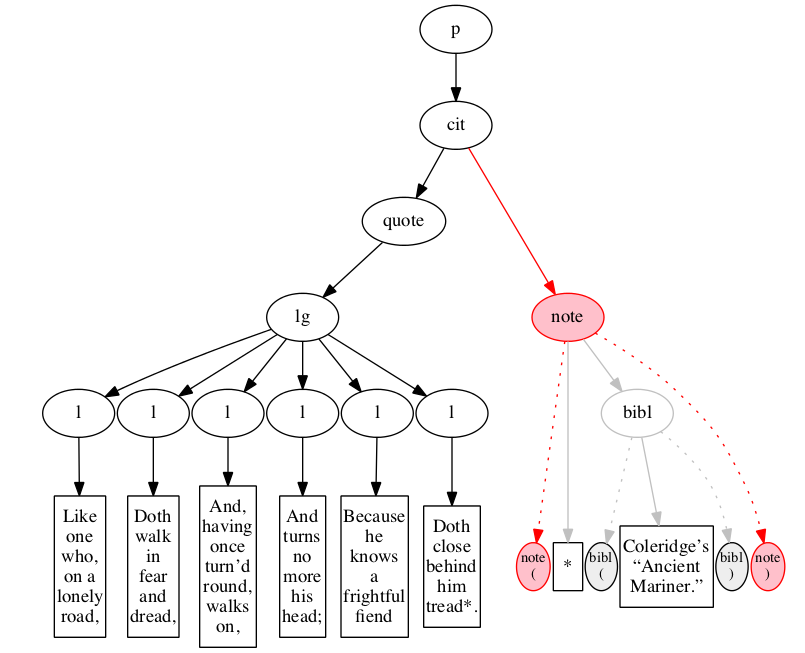 p
cit
quote
lg
note
l
l
l
l
l
l
bibl
Like
one
who,
on a
lonely
road,
Doth
walk
in
fear
and
dread,
And,
having
once
turn’d
round,
walks
on,
And
turns
no
more
his
head;
Because
he
knows
a
frightful
fiend
Doth
close
behind
him
tread*.
note
(
*
bibl
(
Coleridge’s
“Ancient
Mariner.”
bibl
)
note
)